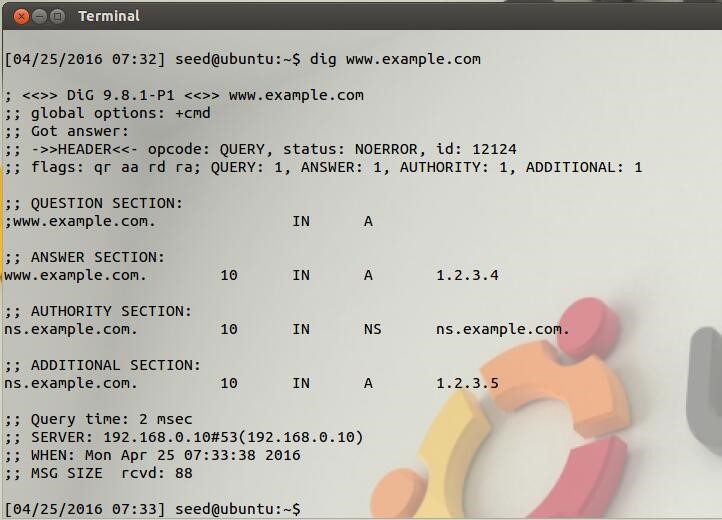 Terminal
[04/25/2016 07:32] seed@ubuntu:~$ dig www.example.com
; <<>> DiG 9.8.1-P1 <<>> www.example.com
;; global options: +cmd
;; Got answer:
;; ->>HEADER<<- opcode: QUERY, status: NOERROR, id: 12124
;; flags: qr aa rd ra; QUERY: 1, ANSWER: 1, AUTHORITY: 1, ADDITIONAL: 1
;; QUESTION SECTION:
;www.example.com. IN A
;; ANSWER SECTION:
www.example.com. 10 IN A 1.2.3.4
;; AUTHORITY SECTION:
ns.example.com. 10 IN NS ns.example.com.
;; ADDITIONAL SECTION:
ns.example.com. 10 IN A 1.2.3.5
;; Query time: 2 msec
;; SERVER: 192.168.0.10#53(192.168.0.10)
;; WHEN: Mon Apr 25 07:33:38 2016
;; MSG SIZE rcvd: 88
[04/25/2016 07:33] seed@ubuntu:~$